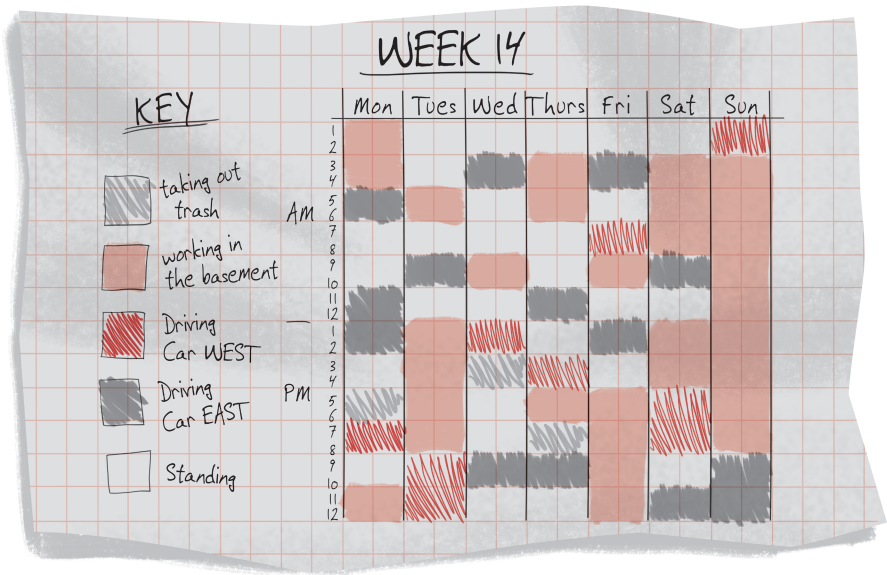 WEEK 14
KEY
Mon Tues Wed Thurs Fri Sat Sun
taking out
trash
working in
the basement
Driving
Car WEST
Driving
Car EAST
Standing
AM
1
2
3
4
5
6
7
8
9
10
11
12
—
PM
1
2
3
4
5
6
7
8
9
10
11
12